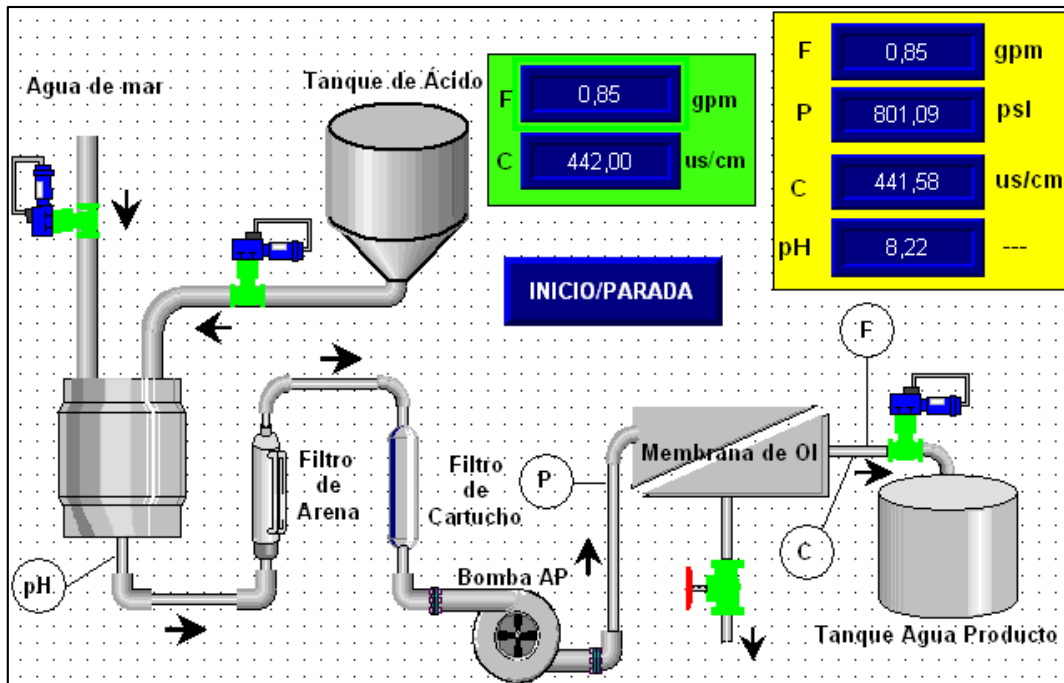 Agua de mar
Tanque de Ácido
F 0,85 gpm
C 442,00 us/cm
F 0,85 gpm
P 801,09 psI
C 441,58 us/cm
pH 8,22 ---
INICIO/PARADA
F
Filtro
de
Arena
Filtro
de
Cartucho
P
Membrana de OI
C
pH
Bomba AP
Tanque Agua Producto